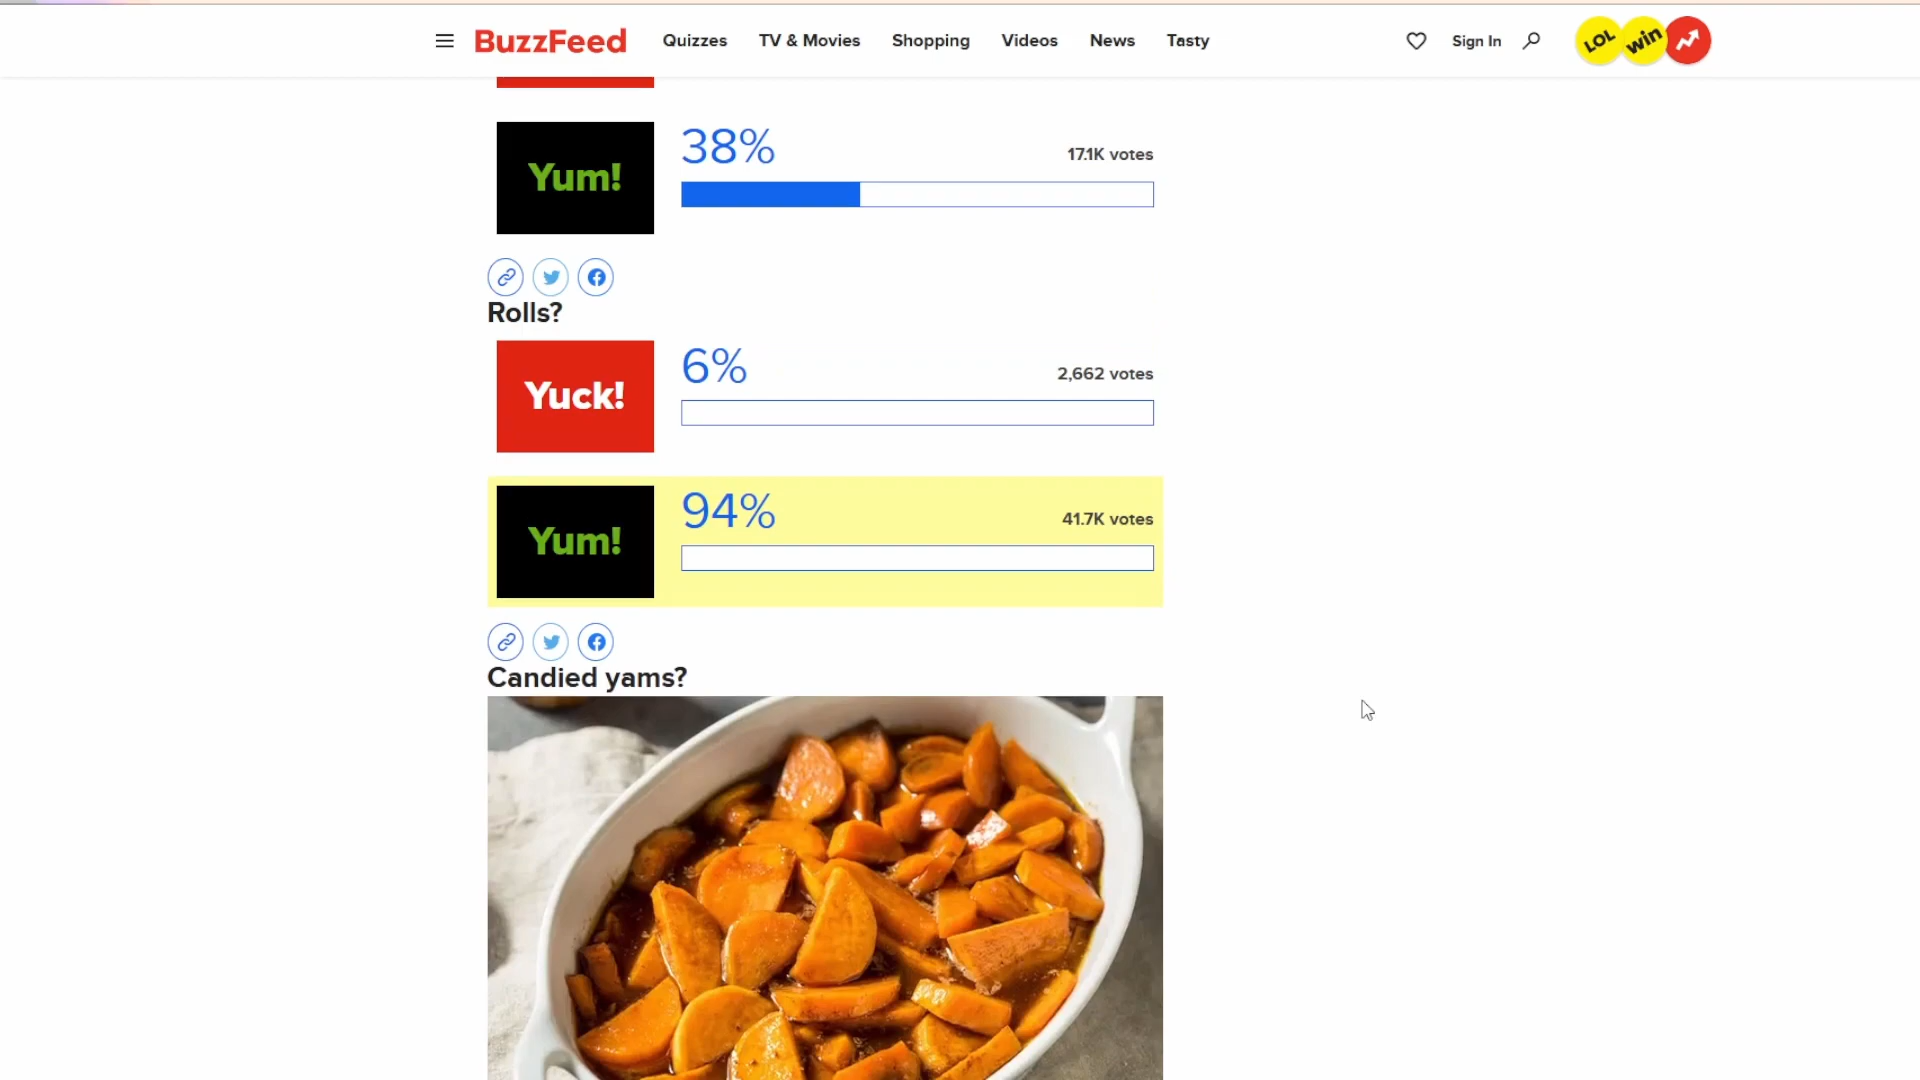 BuzzFeed Quizzes TV & Movies Shopping Videos News Tasty Sign In LOL win
Yum! 38% 17.1K votes
Rolls?
Yuck! 6% 2,662 votes
Yum! 94% 41.7K votes
Candied yams?